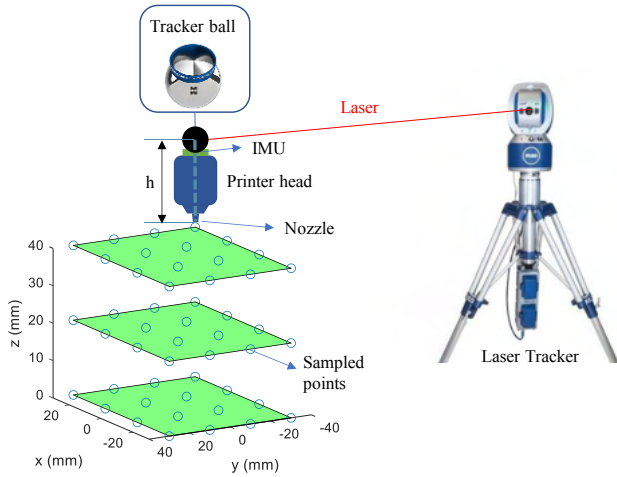 Tracker ball
Laser
IMU
h
Printer head
Nozzle
40
30
20
10
0
z (mm)
Sampled
points
Laser Tracker
20
0
-20
x (mm)
40
20
0
-20
-40
y (mm)